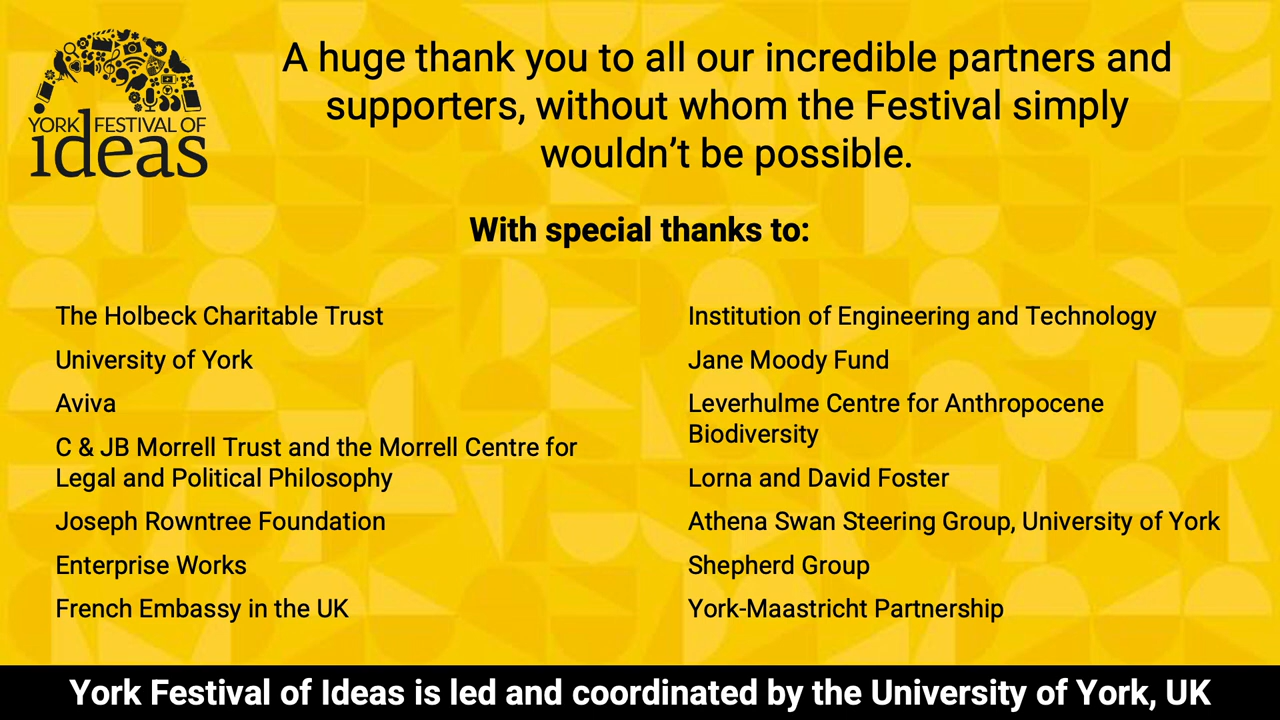 YORK FESTIVAL OF
ideas
A huge thank you to all our incredible partners and
supporters, without whom the Festival simply
wouldn’t be possible.
With special thanks to:
The Holbeck Charitable Trust
University of York
Aviva
C & JB Morrell Trust and the Morrell Centre for
Legal and Political Philosophy
Joseph Rowntree Foundation
Enterprise Works
French Embassy in the UK
Institution of Engineering and Technology
Jane Moody Fund
Leverhulme Centre for Anthropocene
Biodiversity
Lorna and David Foster
Athena Swan Steering Group, University of York
Shepherd Group
York-Maastricht Partnership
York Festival of Ideas is led and coordinated by the University of York, UK